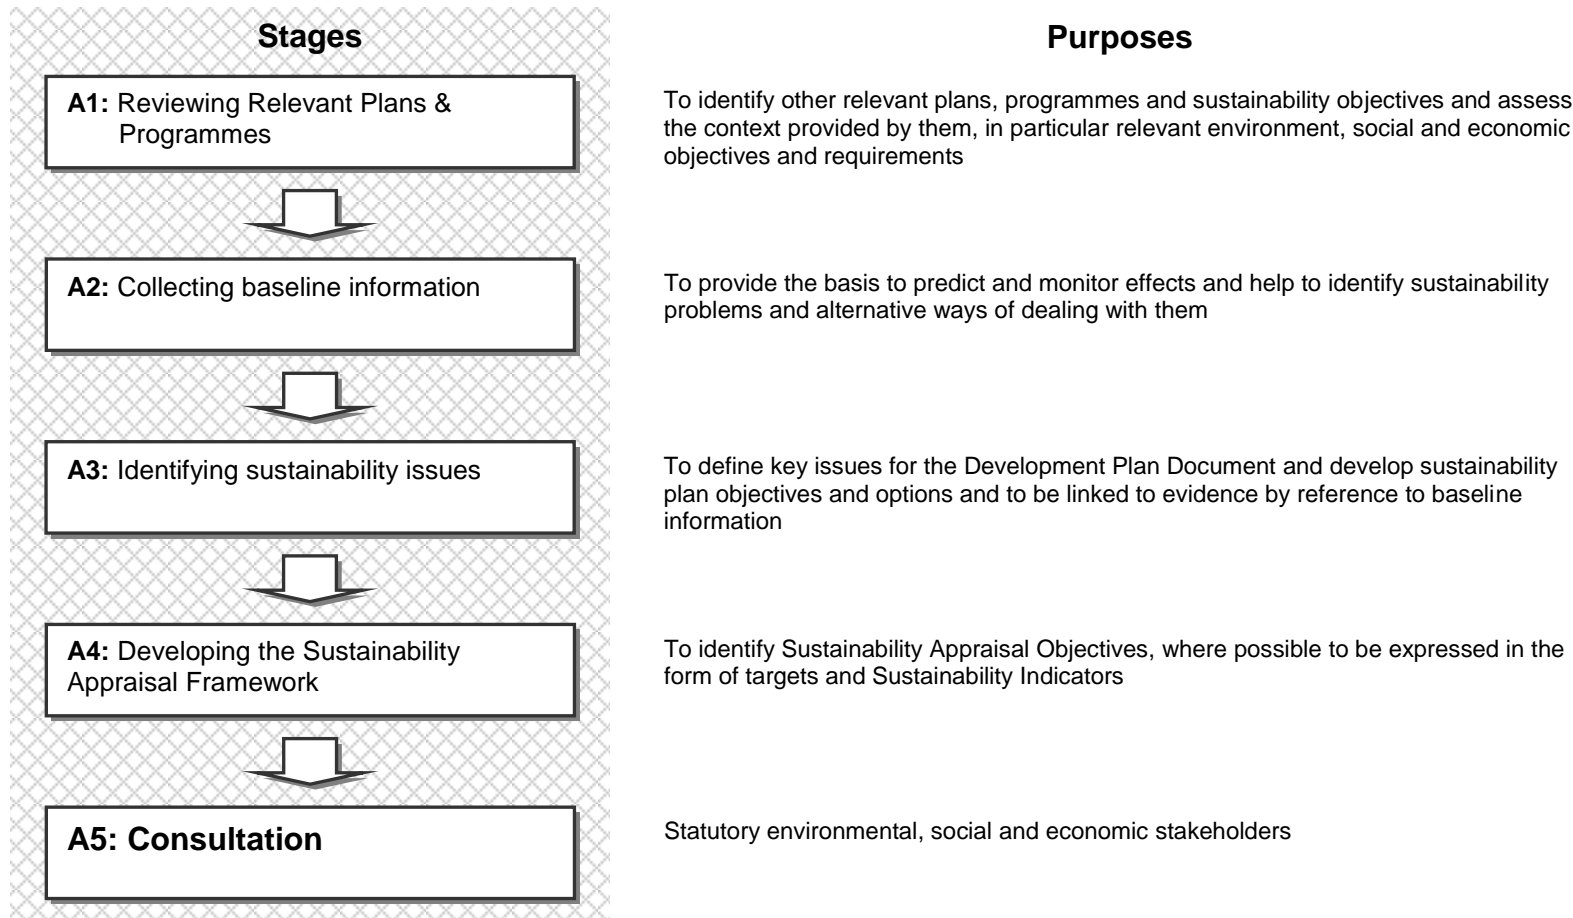 Stages
Purposes
A1: Reviewing Relevant Plans &
Programmes
To identify other relevant plans, programmes and sustainability objectives and assess
the context provided by them, in particular relevant environment, social and economic
objectives and requirements
A2: Collecting baseline information
To provide the basis to predict and monitor effects and help to identify sustainability
problems and alternative ways of dealing with them
A3: Identifying sustainability issues
To define key issues for the Development Plan Document and develop sustainability
plan objectives and options and to be linked to evidence by reference to baseline
information
A4: Developing the Sustainability
Appraisal Framework
To identify Sustainability Appraisal Objectives, where possible to be expressed in the
form of targets and Sustainability Indicators
A5: Consultation
Statutory environmental, social and economic stakeholders